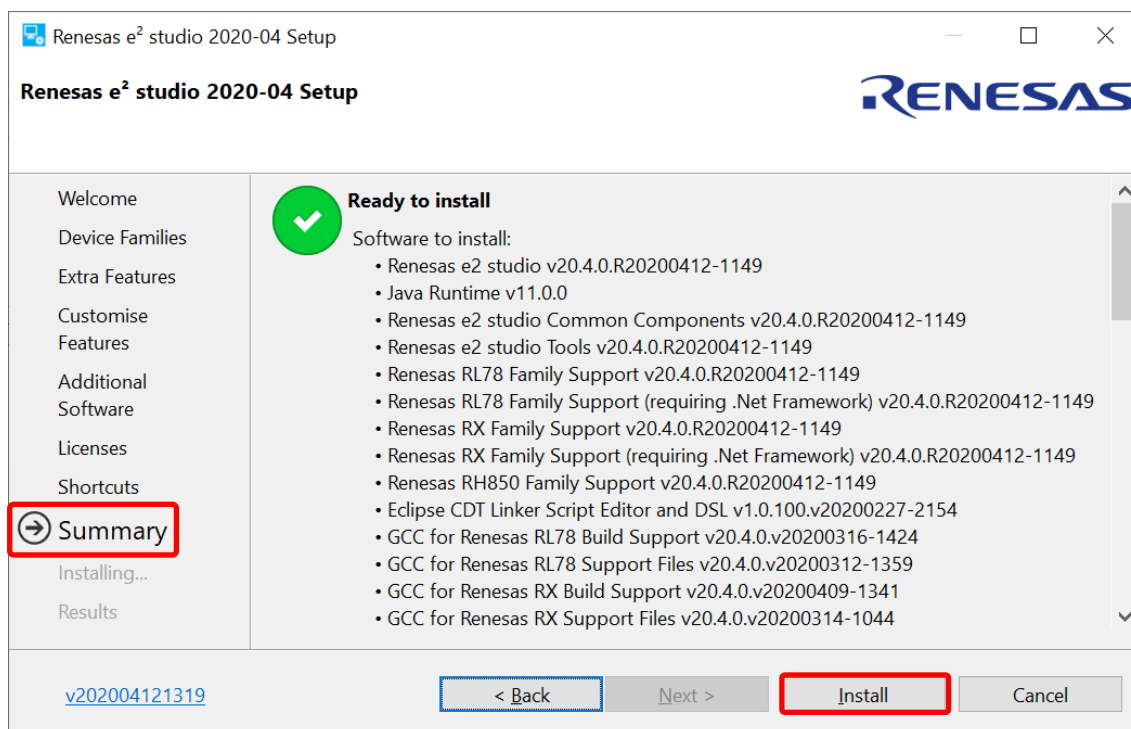 Renesas e² studio 2020-04 Setup
Renesas e² studio 2020-04 Setup
RENESAS
Welcome
Device Families
Extra Features
Customise
Features
Additional
Software
Licenses
Shortcuts
Summary
Installing...
Results
Ready to install
Software to install:
• Renesas e2 studio v20.4.0.R20200412-1149
• Java Runtime v11.0.0
• Renesas e2 studio Common Components v20.4.0.R20200412-1149
• Renesas e2 studio Tools v20.4.0.R20200412-1149
• Renesas RL78 Family Support v20.4.0.R20200412-1149
• Renesas RL78 Family Support (requiring .Net Framework) v20.4.0.R20200412-1149
• Renesas RX Family Support v20.4.0.R20200412-1149
• Renesas RX Family Support (requiring .Net Framework) v20.4.0.R20200412-1149
• Renesas RH850 Family Support v20.4.0.R20200412-1149
• Eclipse CDT Linker Script Editor and DSL v1.0.100.v20200227-2154
• GCC for Renesas RL78 Build Support v20.4.0.v20200316-1424
• GCC for Renesas RL78 Support Files v20.4.0.v20200312-1359
• GCC for Renesas RX Build Support v20.4.0.v20200409-1341
• GCC for Renesas RX Support Files v20.4.0.v20200314-1044
v202004121319
< Back
Next >
Install
Cancel